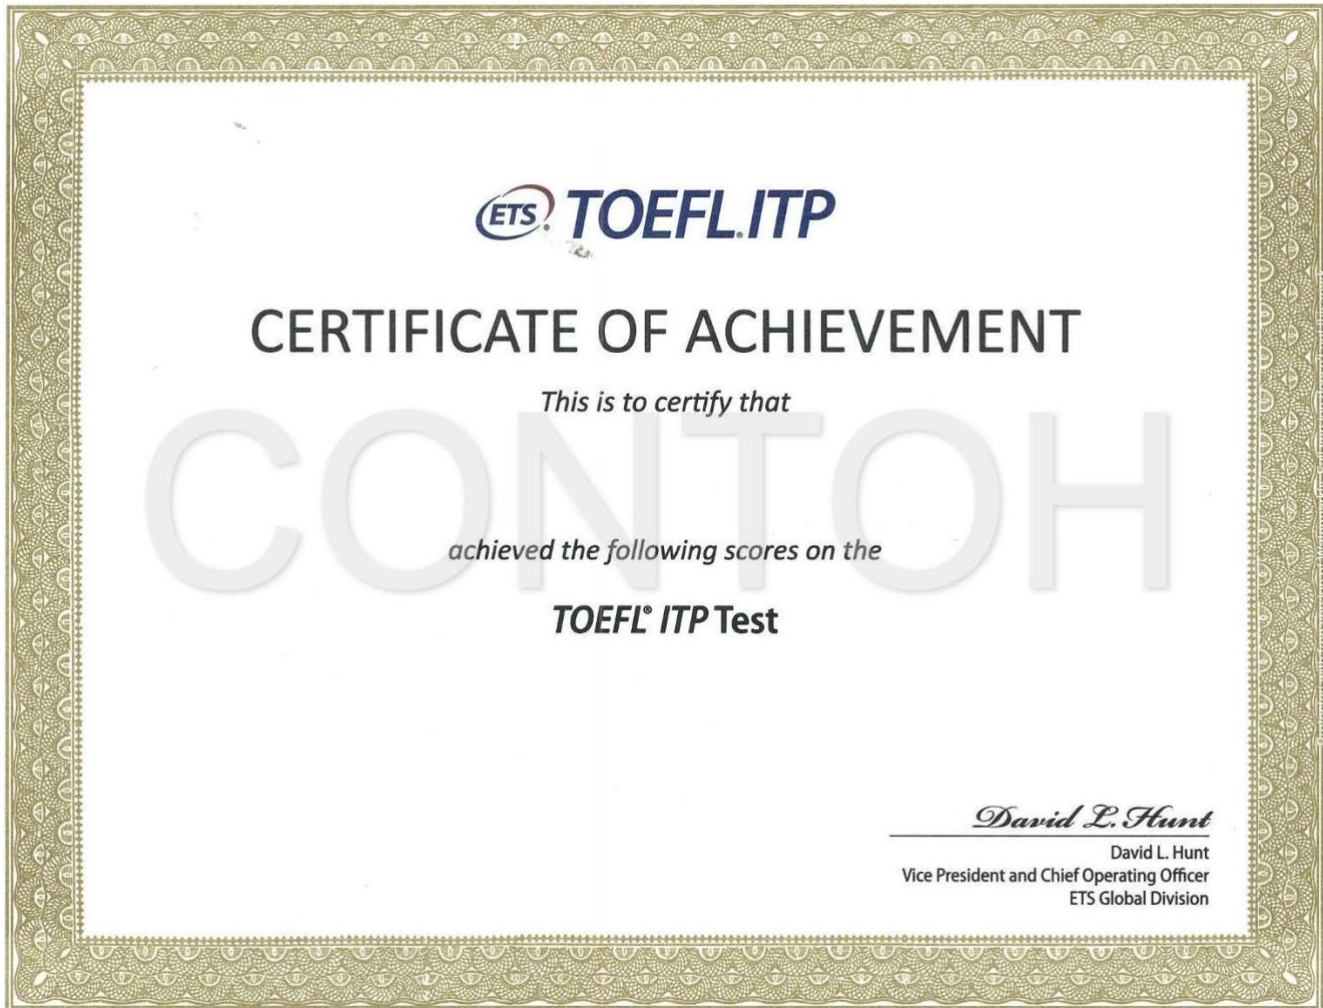 ETS® TOEFL®ITP
CERTIFICATE OF ACHIEVEMENT
This is to certify that
CONTOH
achieved the following scores on the
TOEFL® ITP Test
David L. Hunt
David L. Hunt
Vice President and Chief Operating Officer
ETS Global Division